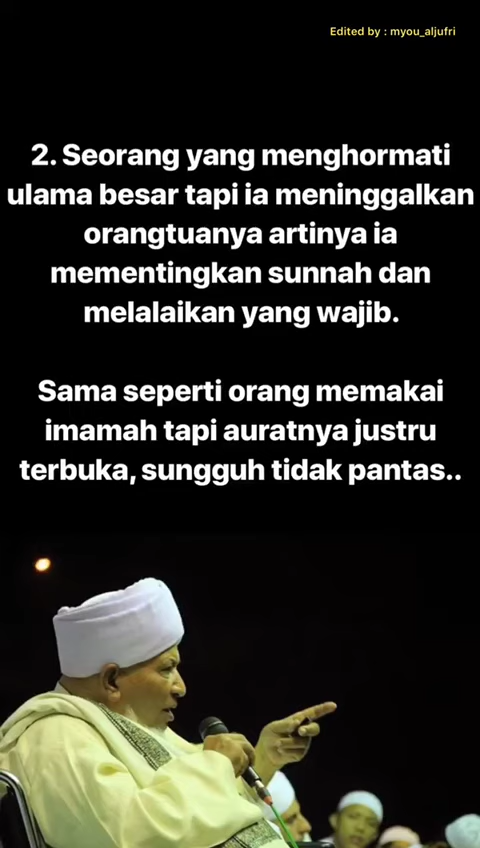 Edited by : myou_aljufri
2. Seorang yang menghormati
ulama besar tapi ia meninggalkan
orangtuanya artinya ia
mementingkan sunnah dan
melalaikan yang wajib.
Sama seperti orang memakai
imamah tapi auratnya justru
terbuka, sungguh tidak pantas..